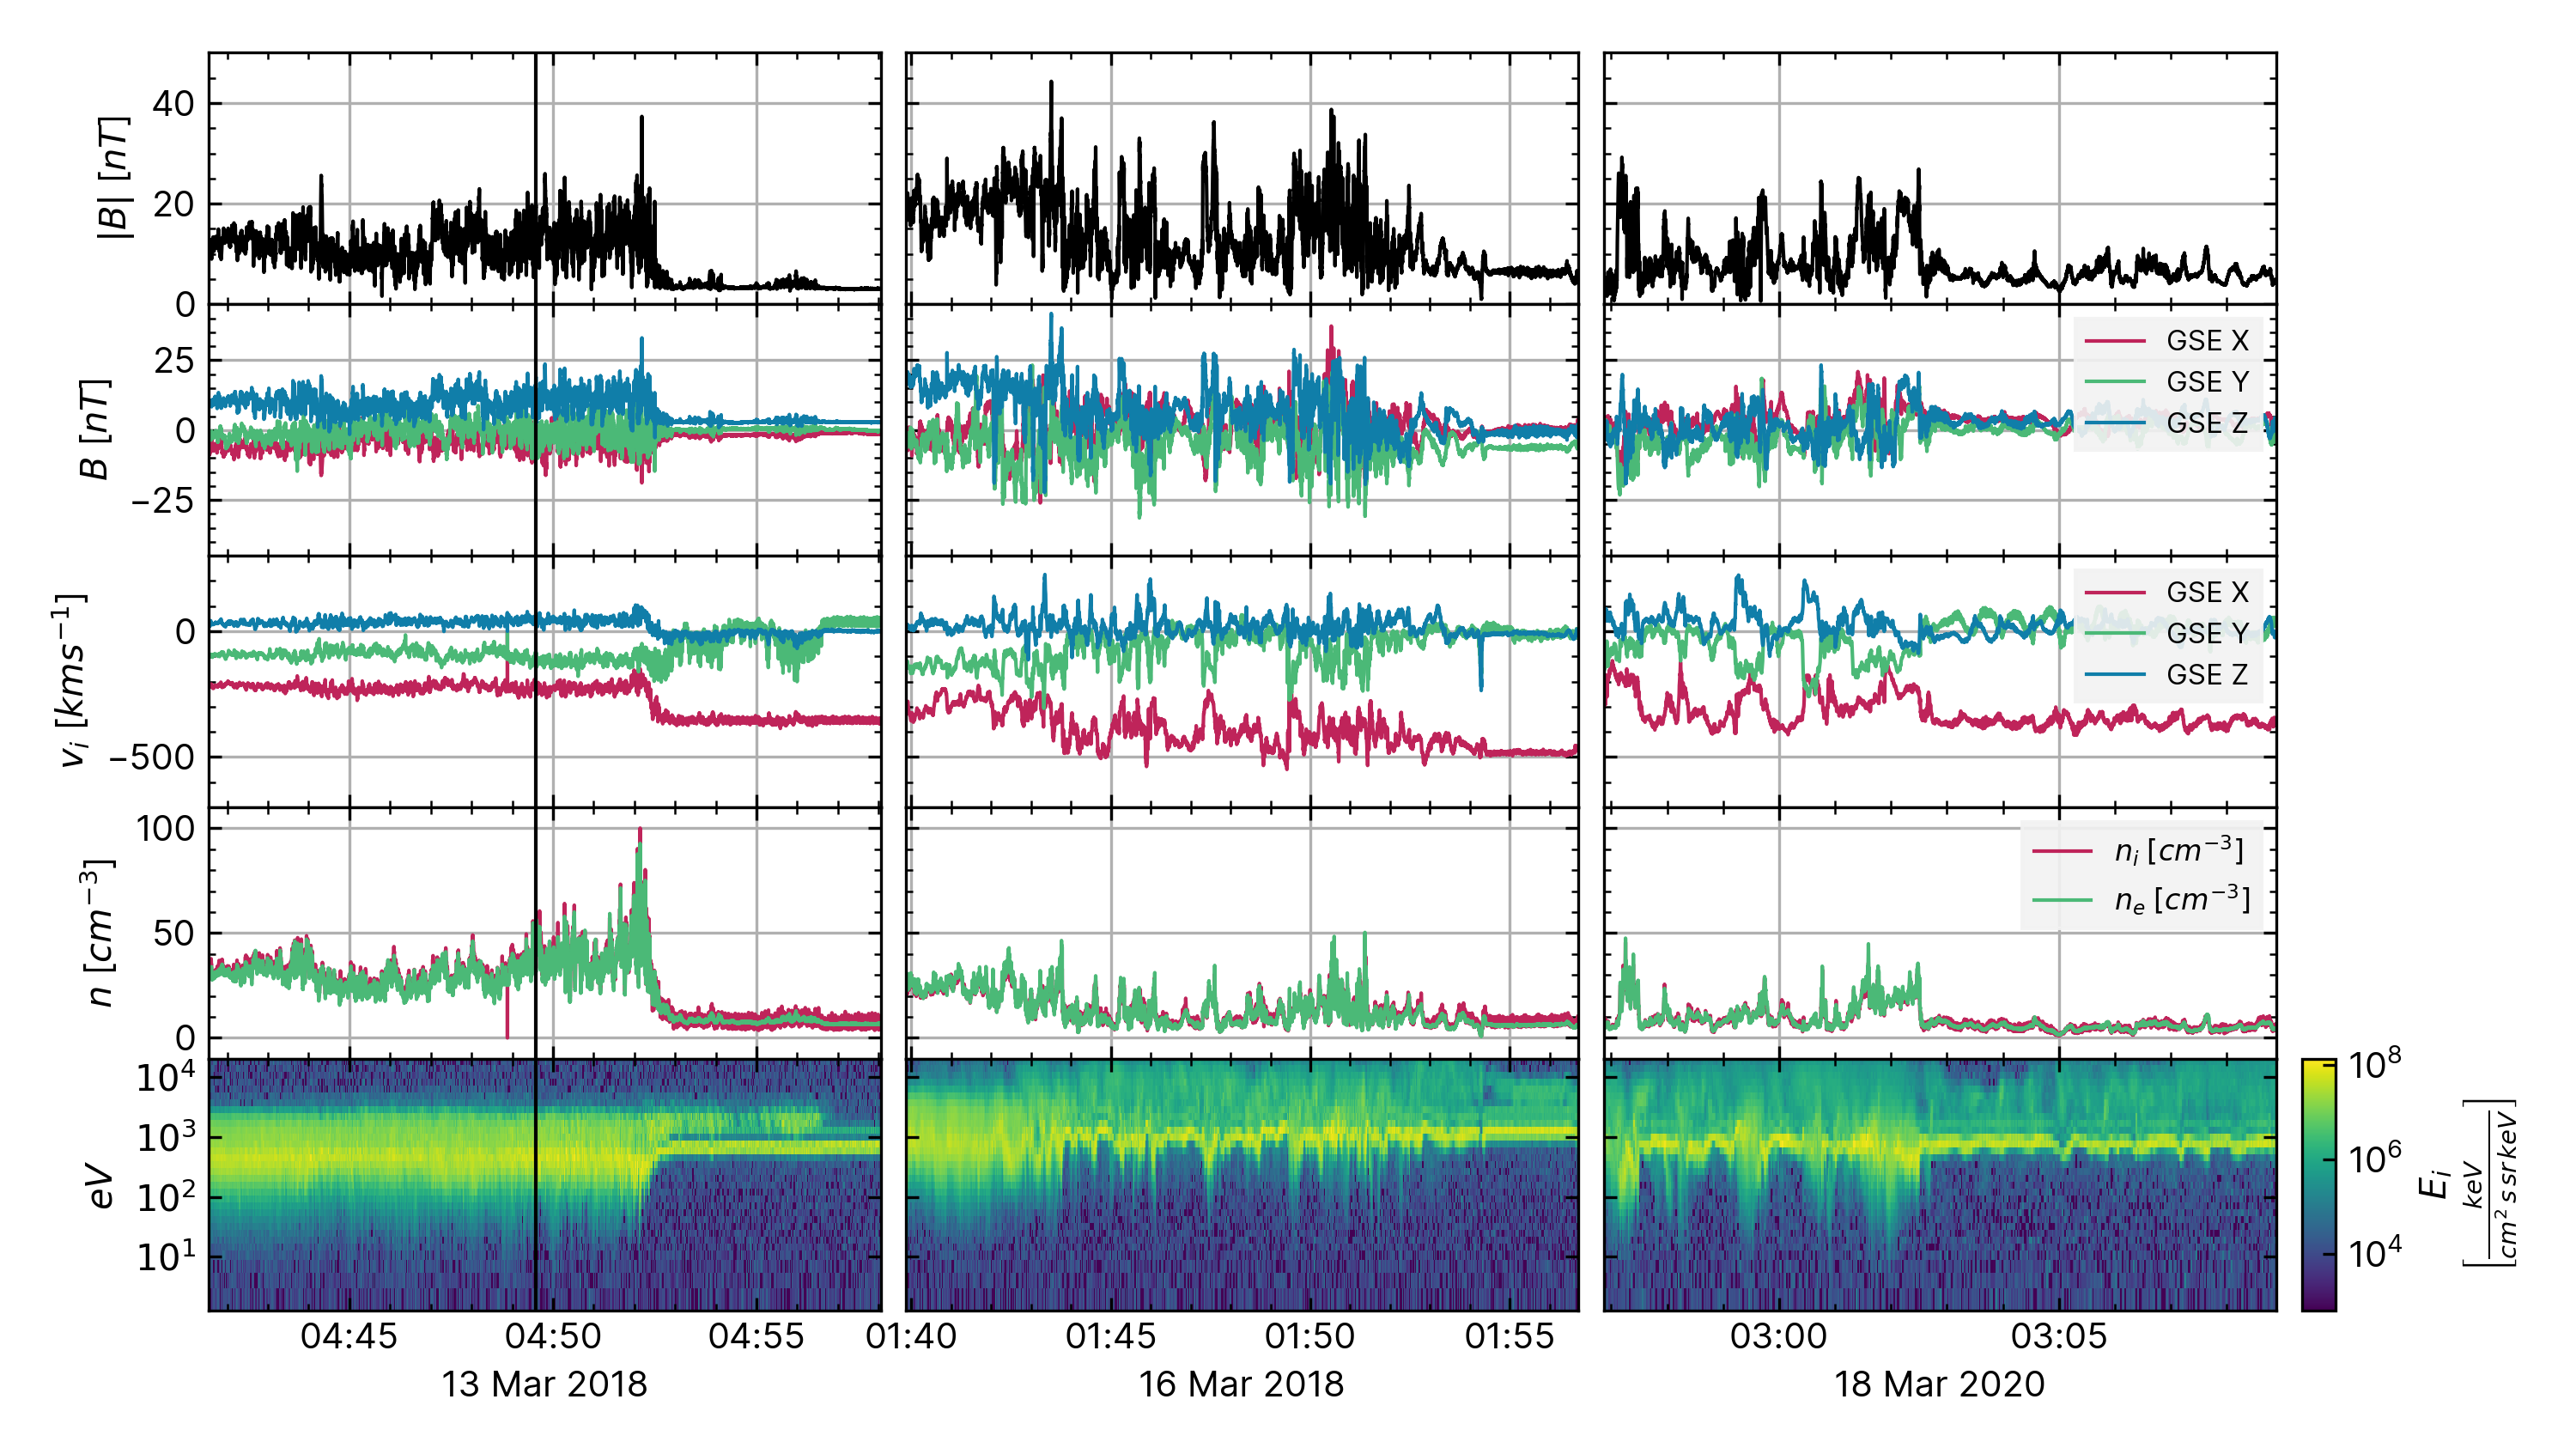 |B| [nT]
40
20
0
B [nT]
25
0
−25
GSE X
GSE Y
GSE Z
v_i [kms^{−1}]
0
−500
GSE X
GSE Y
GSE Z
n [cm^{−3}]
100
50
0
n_i [cm^{−3}]
n_e [cm^{−3}]
eV
10^4
10^3
10^2
10^1
10^8
10^6
10^4
E_i
[keV / cm^2 s sr keV]
04:45 04:50 04:55 01:40 01:45 01:50 01:55 03:00 03:05
13 Mar 2018 16 Mar 2018 18 Mar 2020